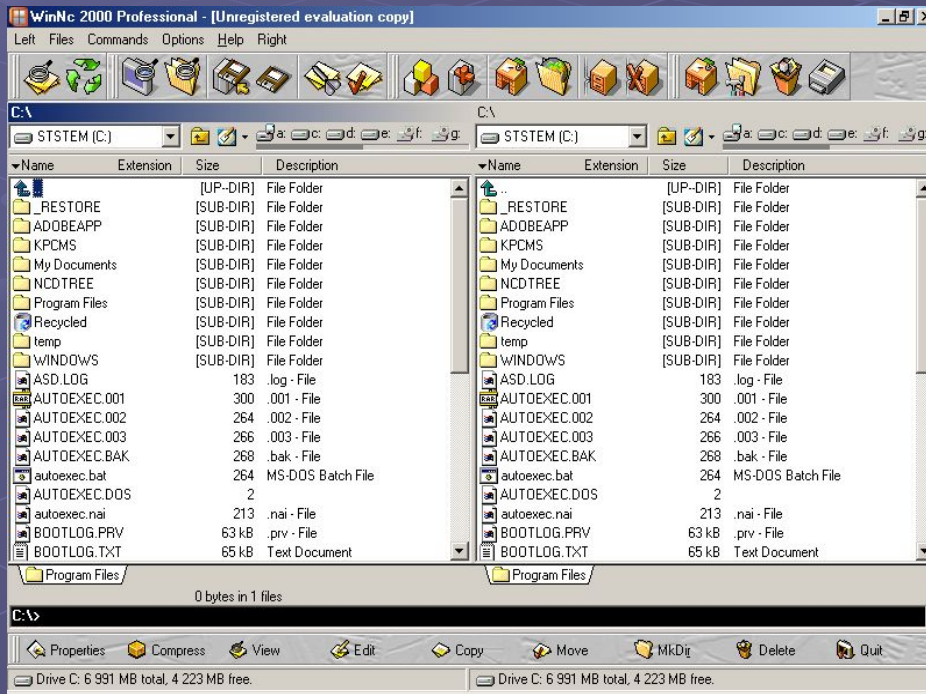 WinNc 2000 Professional - [Unregistered evaluation copy]
Left Files Commands Options Help Right
C:\ C:\
STSTEM (C:) a: c: d: e: f: g: STSTEM (C:) a: c: d: e: f: g:
Name Extension Size Description Name Extension Size Description
.. [UP--DIR] File Folder .. [UP--DIR] File Folder
_RESTORE [SUB-DIR] File Folder _RESTORE [SUB-DIR] File Folder
ADOBEAPP [SUB-DIR] File Folder ADOBEAPP [SUB-DIR] File Folder
KPCMS [SUB-DIR] File Folder KPCMS [SUB-DIR] File Folder
My Documents [SUB-DIR] File Folder My Documents [SUB-DIR] File Folder
NCDTREE [SUB-DIR] File Folder NCDTREE [SUB-DIR] File Folder
Program Files [SUB-DIR] File Folder Program Files [SUB-DIR] File Folder
Recycled [SUB-DIR] File Folder Recycled [SUB-DIR] File Folder
temp [SUB-DIR] File Folder temp [SUB-DIR] File Folder
WINDOWS [SUB-DIR] File Folder WINDOWS [SUB-DIR] File Folder
ASD.LOG 183 .log - File ASD.LOG 183 .log - File
RAR AUTOEXEC.001 300 .001 - File RAR AUTOEXEC.001 300 .001 - File
AUTOEXEC.002 264 .002 - File AUTOEXEC.002 264 .002 - File
AUTOEXEC.003 266 .003 - File AUTOEXEC.003 266 .003 - File
AUTOEXEC.BAK 268 .bak - File AUTOEXEC.BAK 268 .bak - File
autoexec.bat 264 MS-DOS Batch File autoexec.bat 264 MS-DOS Batch File
AUTOEXEC.DOS 2 AUTOEXEC.DOS 2
autoexec.nai 213 .nai - File autoexec.nai 213 .nai - File
BOOTLOG.PRV 63 kB .prv - File BOOTLOG.PRV 63 kB .prv - File
BOOTLOG.TXT 65 kB Text Document BOOTLOG.TXT 65 kB Text Document
Program Files Program Files
0 bytes in 1 files
C:\>
Properties Compress View Edit Copy Move MkDir Delete Quit
Drive C: 6 991 MB total, 4 223 MB free. Drive C: 6 991 MB total, 4 223 MB free.